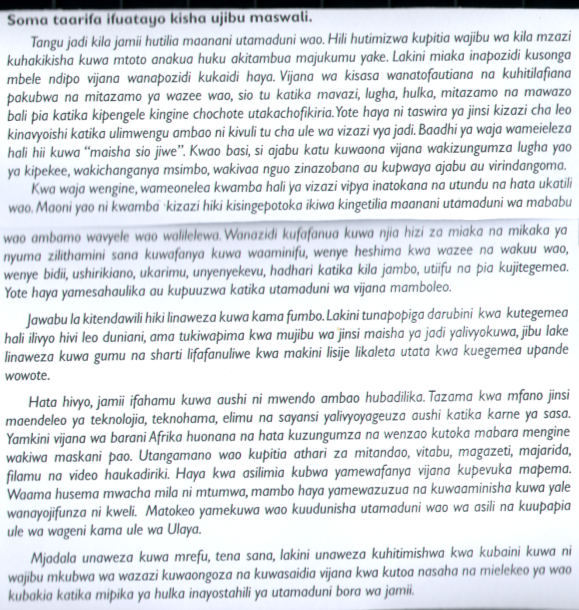 Soma taarifa ifuatayo kisha ujibu maswali.
Tangu jadi kila jamii hutilia maanani utamaduni wao. Hili hutimizwa kupitia wajibu wa kila mzazi
kuhakikisha kuwa mtoto anakua huku akitambua majukumu yake. Lakini miaka inapozidi kusonga
mbele ndipo vijana wanapozidi kukaidi haya. Vijana wa kisasa wanatofautiana na kuhitilafiana
pakubwa na mitazamo ya wazee wao, sio tu katika mavazi, lugha, hulka, mitazamo na mawazo
bali pia katika kipengele kingine chochote utakachofikiria. Yote haya ni taswira ya jinsi kizazi cha leo
kinavyoishi katika ulimwengu ambao ni kivuli tu cha ule wa vizazi vya jadi. Baadhi ya waja wameieleza
hali hii kuwa “maisha sio jiwe”. Kwao basi, si ajabu katu kuwaona vijana wakizungumza lugha yao
ya kipekee, wakichanganya msimbo, wakivaa nguo zinazobana au kupwaya ajabu au virindangoma.
Kwa waja wengine, wameonelea kwamba hali ya vizazi vipya inatokana na utundu na hata ukatili
wao. Maoni yao ni kwamba kizazi hiki kisingepotoka ikiwa kingetilia maanani utamaduni wa mababu
wao ambamo wavyele wao walilelewa. Wanazidi kufafanua kuwa njia hizi za miaka na mikaka ya
nyuma zilithamini sana kuwafanya kuwa waaminifu, wenye heshima kwa wazee na wakuu wao,
wenye bidii, ushirikiano, ukarimu, unyenyekevu, hadhari katika kila jambo, utiifu na pia kujitegemea.
Yote haya yamesahaulika au kupuuzwa katika utamaduni wa vijana mamboleo.
Jawabu la kitendawili hiki linaweza kuwa kama fumbo. Lakini tunapopiga darubini kwa kutegemea
hali ilivyo hivi leo duniani, ama tukiwapima kwa mujibu wa jinsi maisha ya jadi yalivyokuwa, jibu lake
linaweza kuwa gumu na sharti lifafanuliwe kwa makini lisije likaleta utata kwa kuegemea upande
wowote.
Hata hivyo, jamii ifahamu kuwa aushi ni mwendo ambao hubadilika. Tazama kwa mfano jinsi
maendeleo ya teknolojia, teknohama, elimu na sayansi yalivyoyageuza aushi katika karne ya sasa.
Yamkini vijana wa barani Afrika huonana na hata kuzungumza na wenzao kutoka mabara mengine
wakiwa maskani pao. Utangamano wao kupitia athari za mitandao, vitabu, magazeti, majarida,
filamu na video haukadiriki. Haya kwa asilimia kubwa yamewafanya vijana kupevuka mapema.
Waama husema mwacha mila ni mtumwa, mambo haya yamewazuzua na kuwaaminisha kuwa yale
wanayojifunza ni kweli. Matokeo yamekuwa wao kuudunisha utamaduni wao wa asili na kuupapia
ule wa wageni kama ule wa Ulaya.
Mjadala unaweza kuwa mrefu, tena sana, lakini unaweza kuhitimishwa kwa kubaini kuwa ni
wajibu mkubwa wa wazazi kuwaongoza na kuwasaidia vijana kwa kutoa nasaha na mielekeo ya wao
kubakia katika mipika ya hulka inayostahili ya utamaduni bora wa jamii.